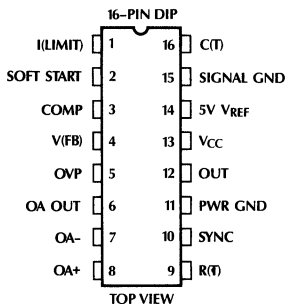 16-PIN DIP
I(LIMIT) 1 16 C(T)
SOFT START 2 15 SIGNAL GND
COMP 3 14 5V VREF
V(FB) 4 13 VCC
OVP 5 12 OUT
OA OUT 6 11 PWR GND
OA- 7 10 SYNC
OA+ 8 9 R(T)
TOP VIEW